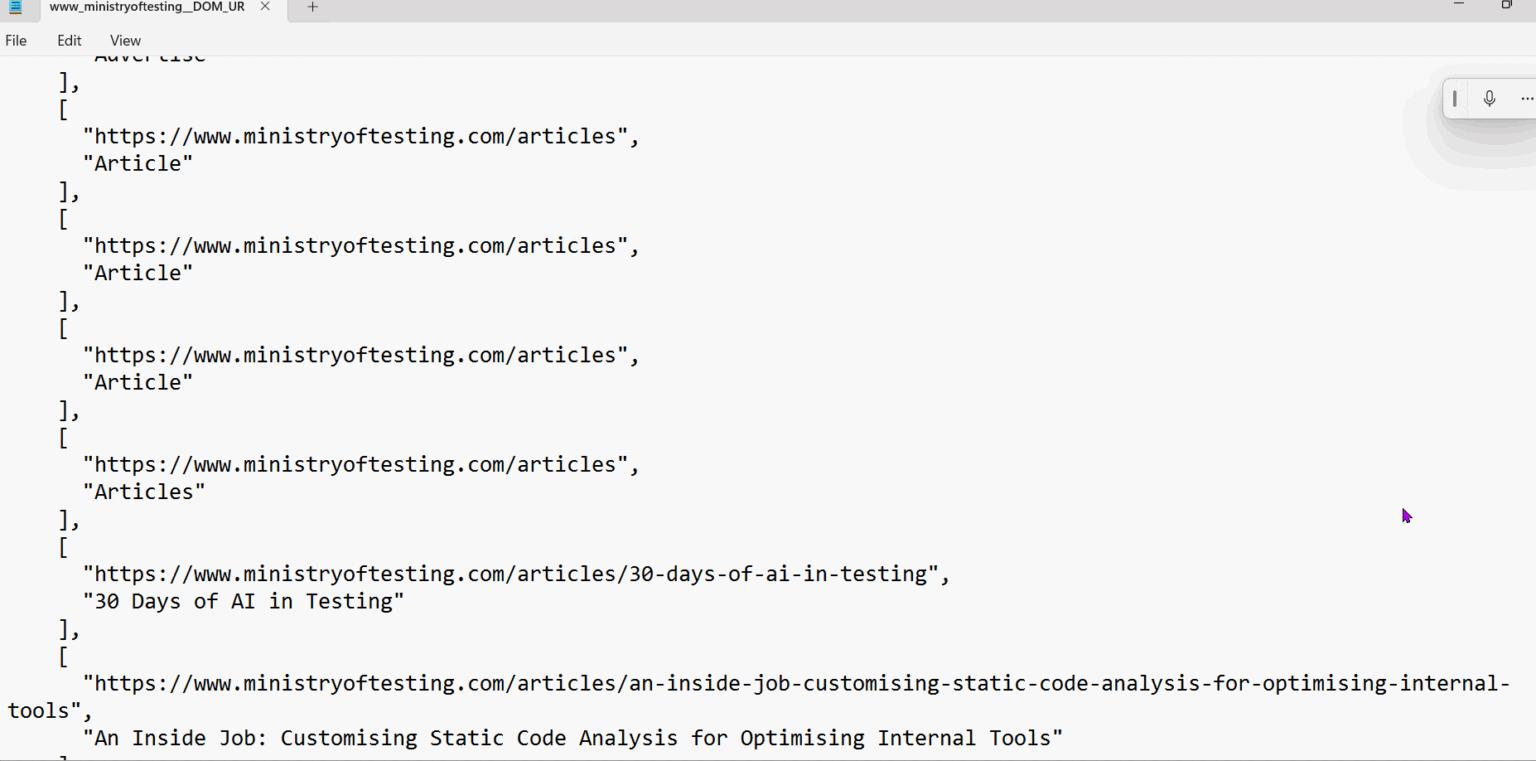 www_ministryoftesting__DOM_UR
File Edit View
"Advertise"
],
[
"https://www.ministryoftesting.com/articles",
"Article"
],
[
"https://www.ministryoftesting.com/articles",
"Article"
],
[
"https://www.ministryoftesting.com/articles",
"Article"
],
[
"https://www.ministryoftesting.com/articles",
"Articles"
],
[
"https://www.ministryoftesting.com/articles/30-days-of-ai-in-testing",
"30 Days of AI in Testing"
],
[
"https://www.ministryoftesting.com/articles/an-inside-job-customising-static-code-analysis-for-optimising-internal-
tools",
"An Inside Job: Customising Static Code Analysis for Optimising Internal Tools"
]